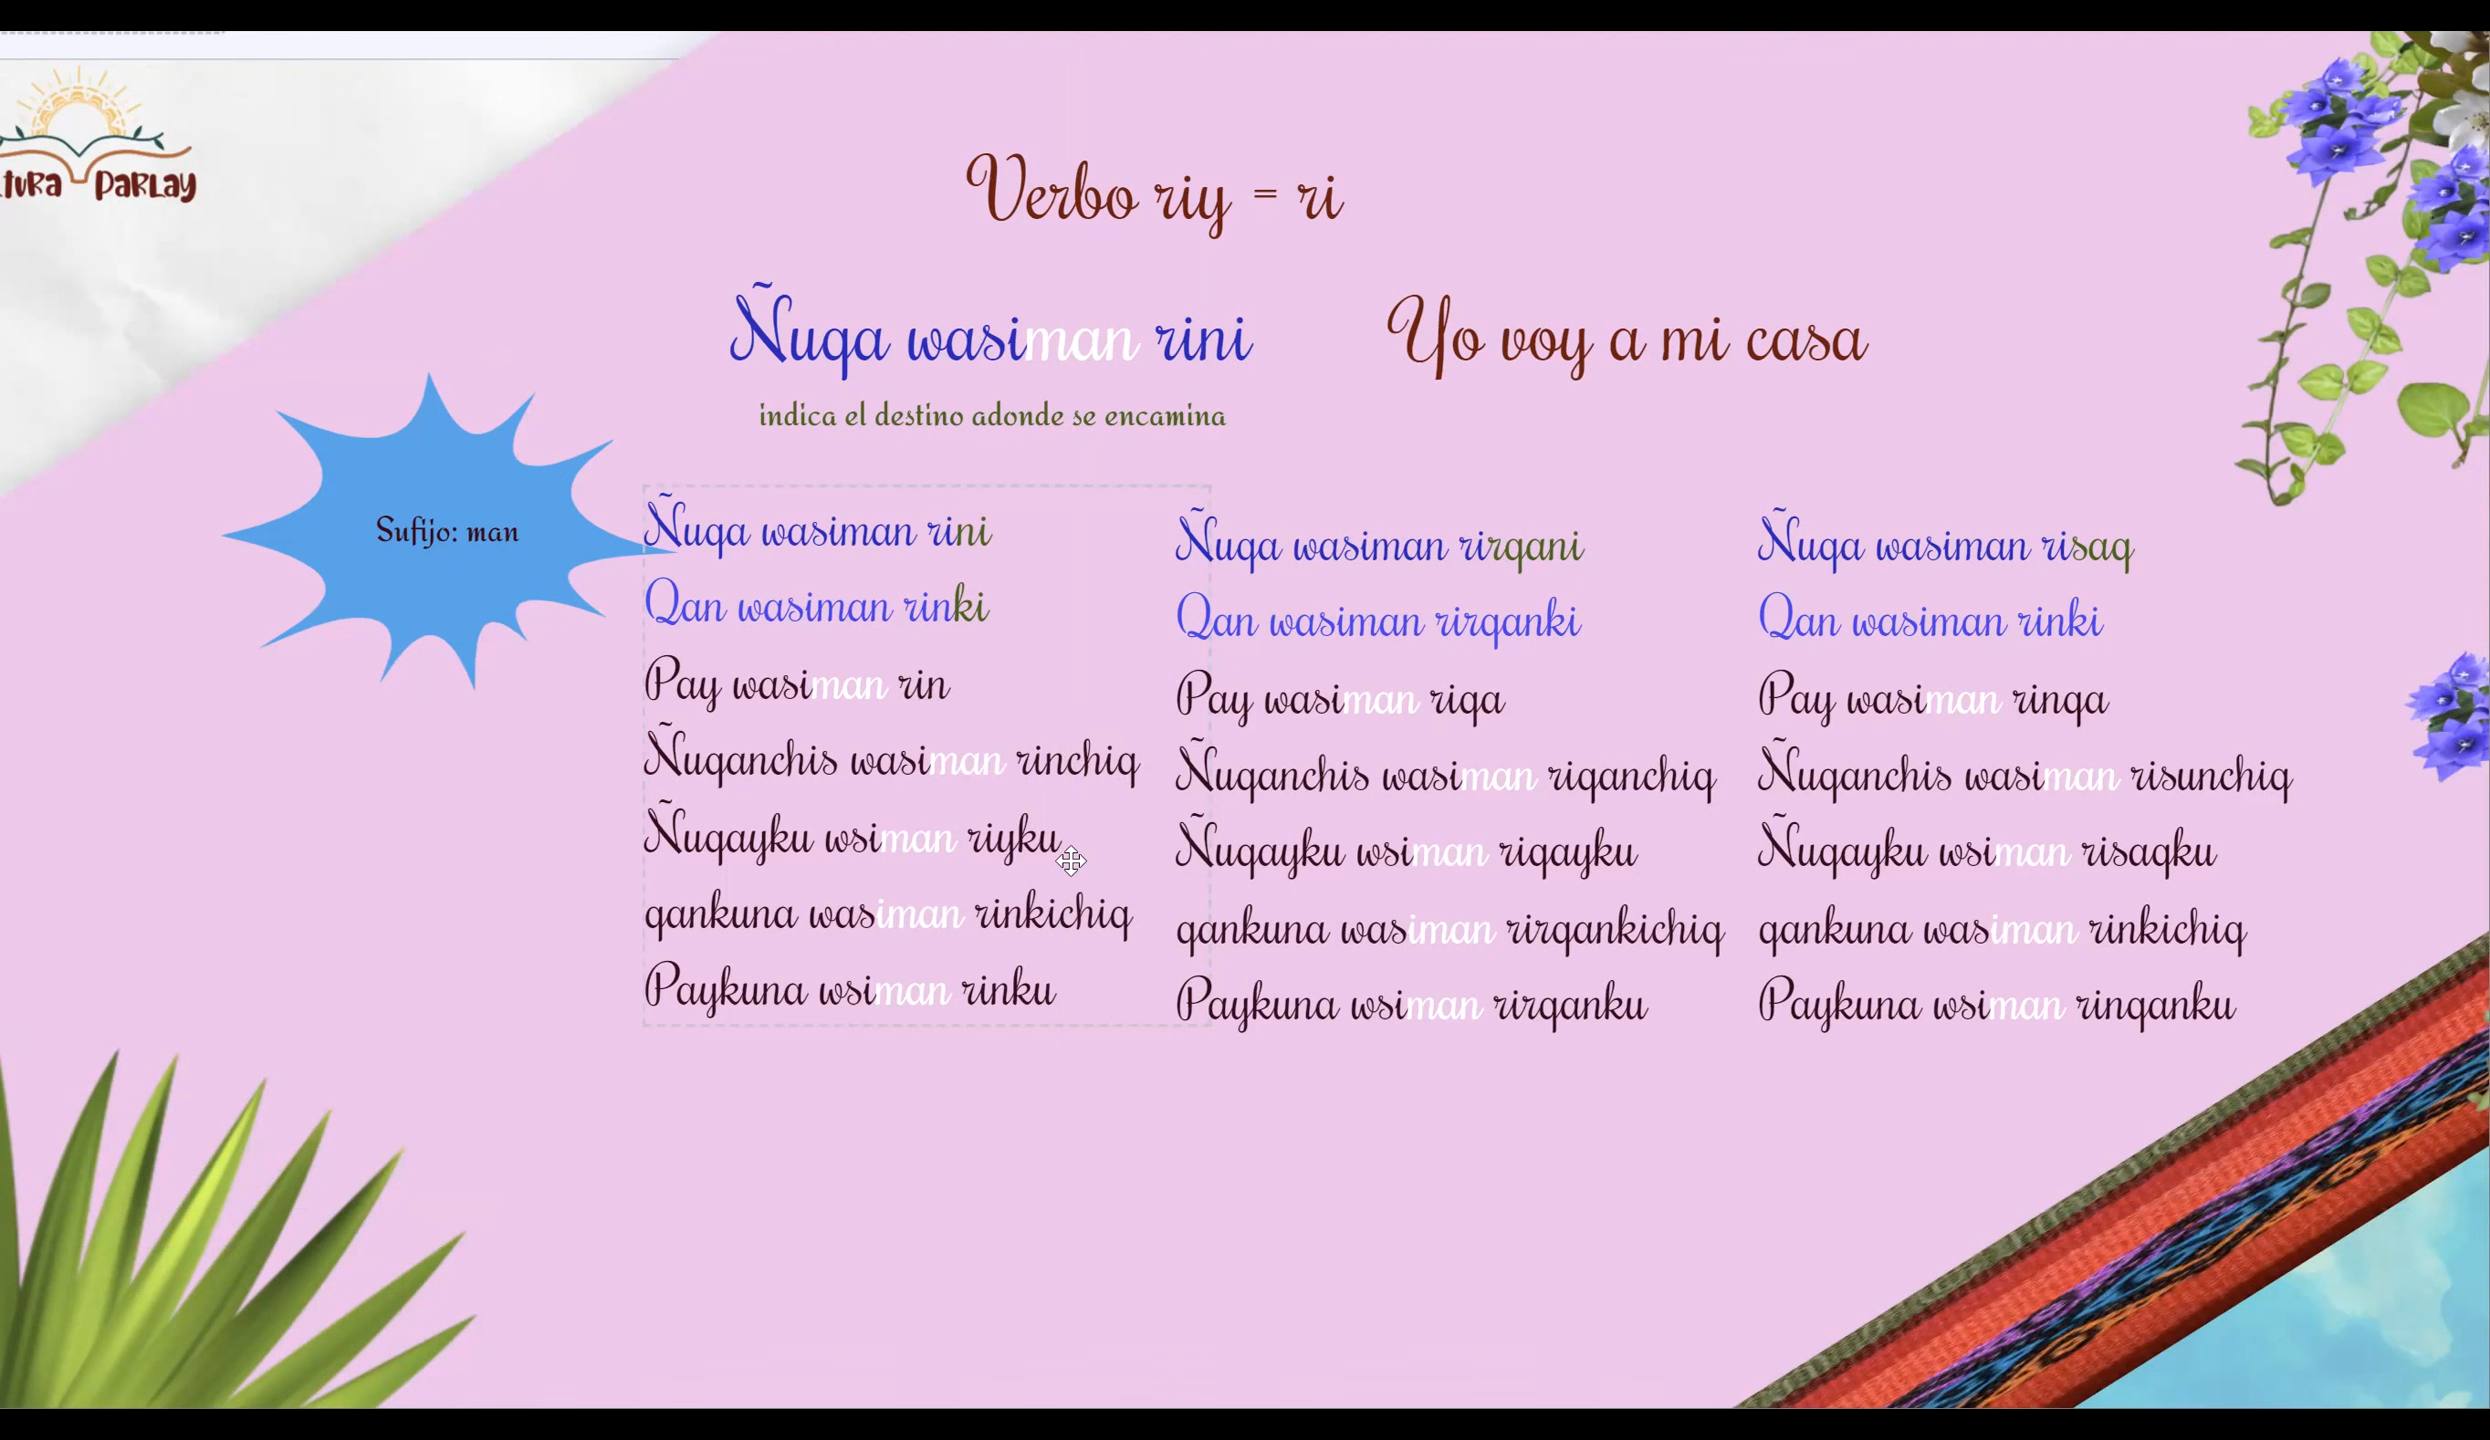 tura Parlay
Verbo riy = ri
Ñuqa wasiman rini
Yo voy a mi casa
indica el destino adonde se encamina
Sufijo: man
Ñuqa wasiman rini
Qan wasiman rinki
Pay wasiman rin
Ñuqanchis wasiman rinchiq
Ñuqayku wsiman riyku
qankuna wasiman rinkichiq
Paykuna wsiman rinku
Ñuqa wasiman rirqani
Qan wasiman rirqanki
Pay wasiman riqa
Ñuqanchis wasiman riqanchiq
Ñuqayku wsiman riqayku
qankuna wasiman rirqankichiq
Paykuna wsiman rirqanku
Ñuqa wasiman risaq
Qan wasiman rinki
Pay wasiman rinqa
Ñuqanchis wasiman risunchiq
Ñuqayku wsiman risaqku
qankuna wasiman rinkichiq
Paykuna wsiman rinqanku